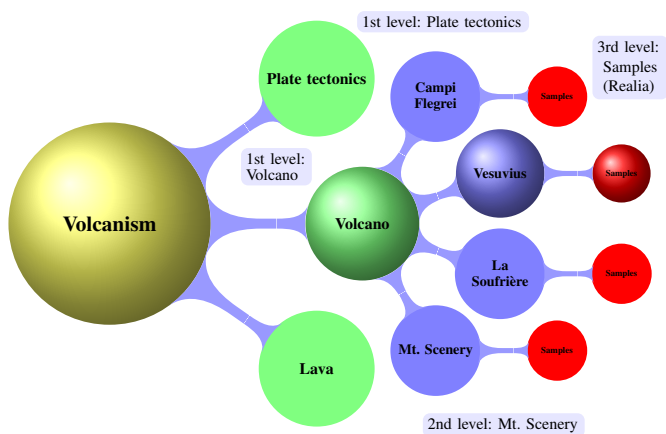 1st level: Plate tectonics
3rd level:
Samples
(Realia)
Plate tectonics
Campi
Flegrei
Samples
1st level:
Volcano
Vesuvius
Samples
Volcanism
Volcano
La
Soufrière
Samples
Lava
Mt. Scenery
Samples
2nd level: Mt. Scenery